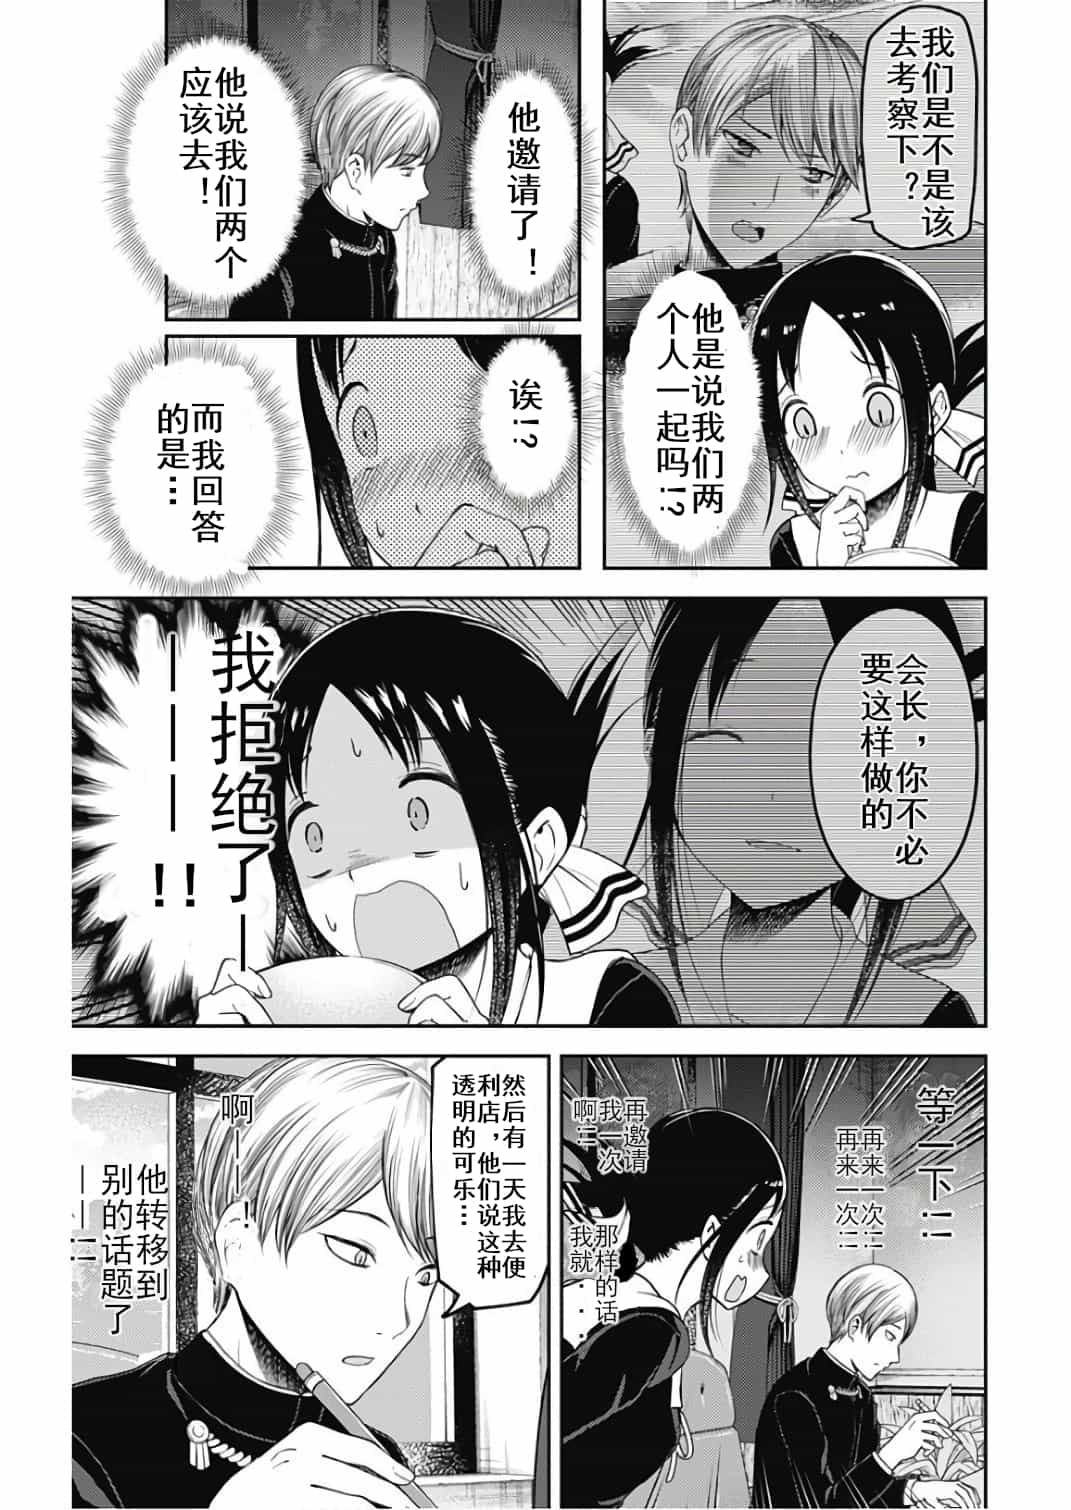 我们是不是该
去考察下？
他是说我们两
个人一起吗!?
他邀请了！
他说我们两个
应该去！
诶!?
而我回答
的是…
会长，你不必
要这样做的
我拒绝了—
————!!
等一下!!
再来一次!!
再来一次!!
再邀请
我一次
啊!!!
那样的话
我就...
然后有一天我去便
利店，他们说这种
透明的可乐…
啊——！
他转移到
别的话题了
——!!